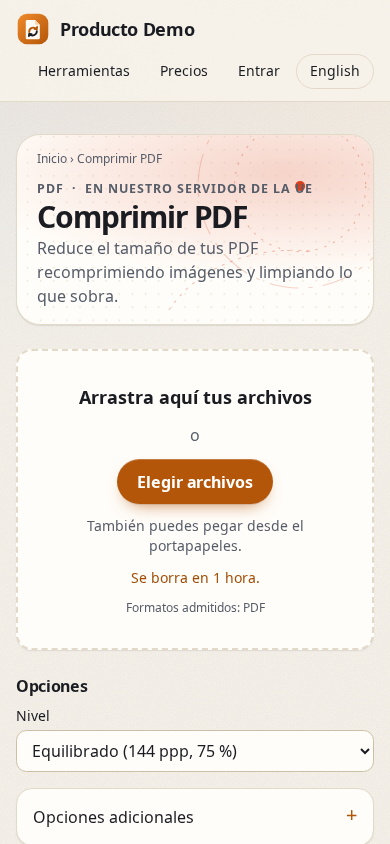 Producto Demo
Herramientas
Precios
Entrar
English
Inicio › Comprimir PDF
PDF · EN NUESTRO SERVIDOR DE LA UE
Comprimir PDF
Reduce el tamaño de tus PDF
recomprimiendo imágenes y limpiando lo
que sobra.
Arrastra aquí tus archivos
o
Elegir archivos
También puedes pegar desde el
portapapeles.
Se borra en 1 hora.
Formatos admitidos: PDF
Opciones
Nivel
Equilibrado (144 ppp, 75 %)
Opciones adicionales
+